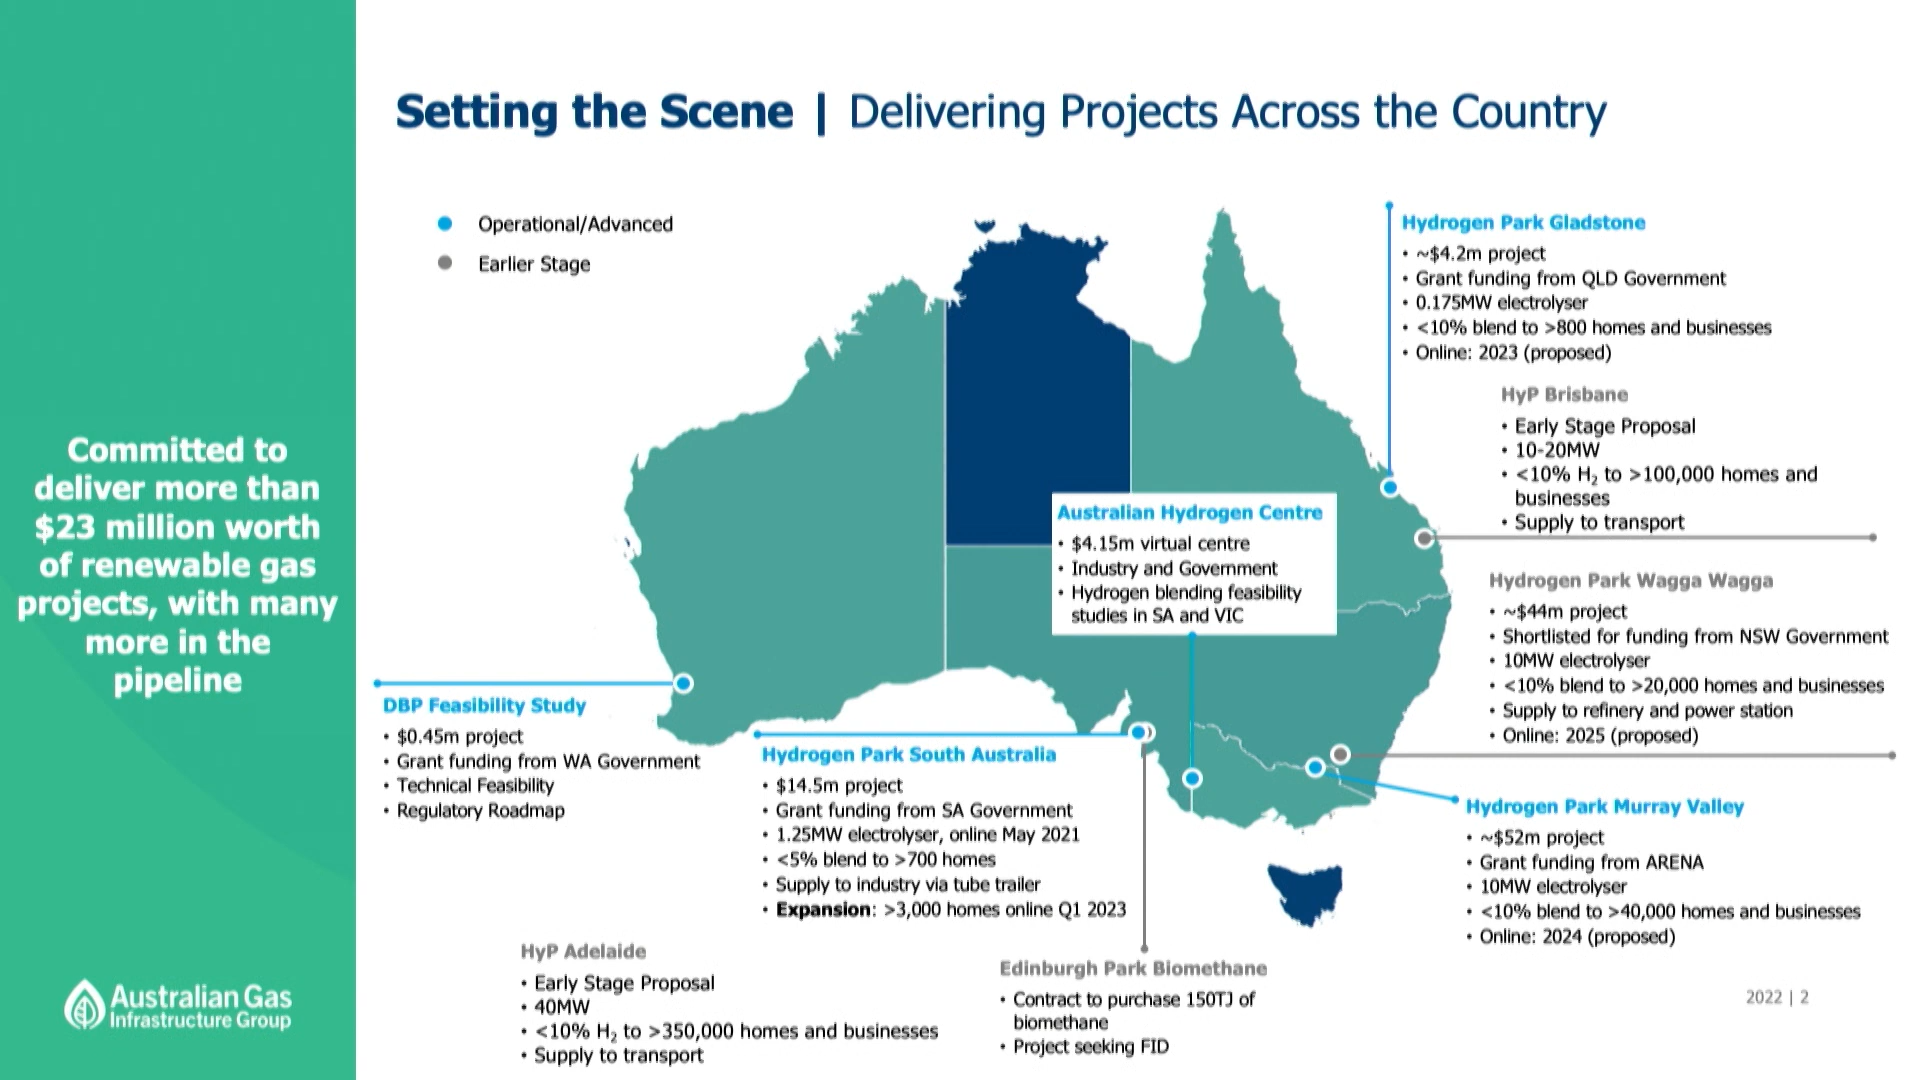 Setting the Scene | Delivering Projects Across the Country
Committed to
deliver more than
$23 million worth
of renewable gas
projects, with many
more in the
pipeline
Australian Gas
Infrastructure Group
Operational/Advanced
Earlier Stage
Hydrogen Park Gladstone
• ~$4.2m project
• Grant funding from QLD Government
• 0.175MW electrolyser
• <10% blend to >800 homes and businesses
• Online: 2023 (proposed)
HyP Brisbane
• Early Stage Proposal
• 10-20MW
• <10% H₂ to >100,000 homes and
businesses
• Supply to transport
Australian Hydrogen Centre
• $4.15m virtual centre
• Industry and Government
• Hydrogen blending feasibility
studies in SA and VIC
Hydrogen Park Wagga Wagga
• ~$44m project
• Shortlisted for funding from NSW Government
• 10MW electrolyser
• <10% blend to >20,000 homes and businesses
• Supply to refinery and power station
• Online: 2025 (proposed)
DBP Feasibility Study
• $0.45m project
• Grant funding from WA Government
• Technical Feasibility
• Regulatory Roadmap
Hydrogen Park South Australia
• $14.5m project
• Grant funding from SA Government
• 1.25MW electrolyser, online May 2021
• <5% blend to >700 homes
• Supply to industry via tube trailer
• Expansion: >3,000 homes online Q1 2023
Hydrogen Park Murray Valley
• ~$52m project
• Grant funding from ARENA
• 10MW electrolyser
• <10% blend to >40,000 homes and businesses
• Online: 2024 (proposed)
HyP Adelaide
• Early Stage Proposal
• 40MW
• <10% H₂ to >350,000 homes and businesses
• Supply to transport
Edinburgh Park Biomethane
• Contract to purchase 150TJ of
biomethane
• Project seeking FID
2022 | 2